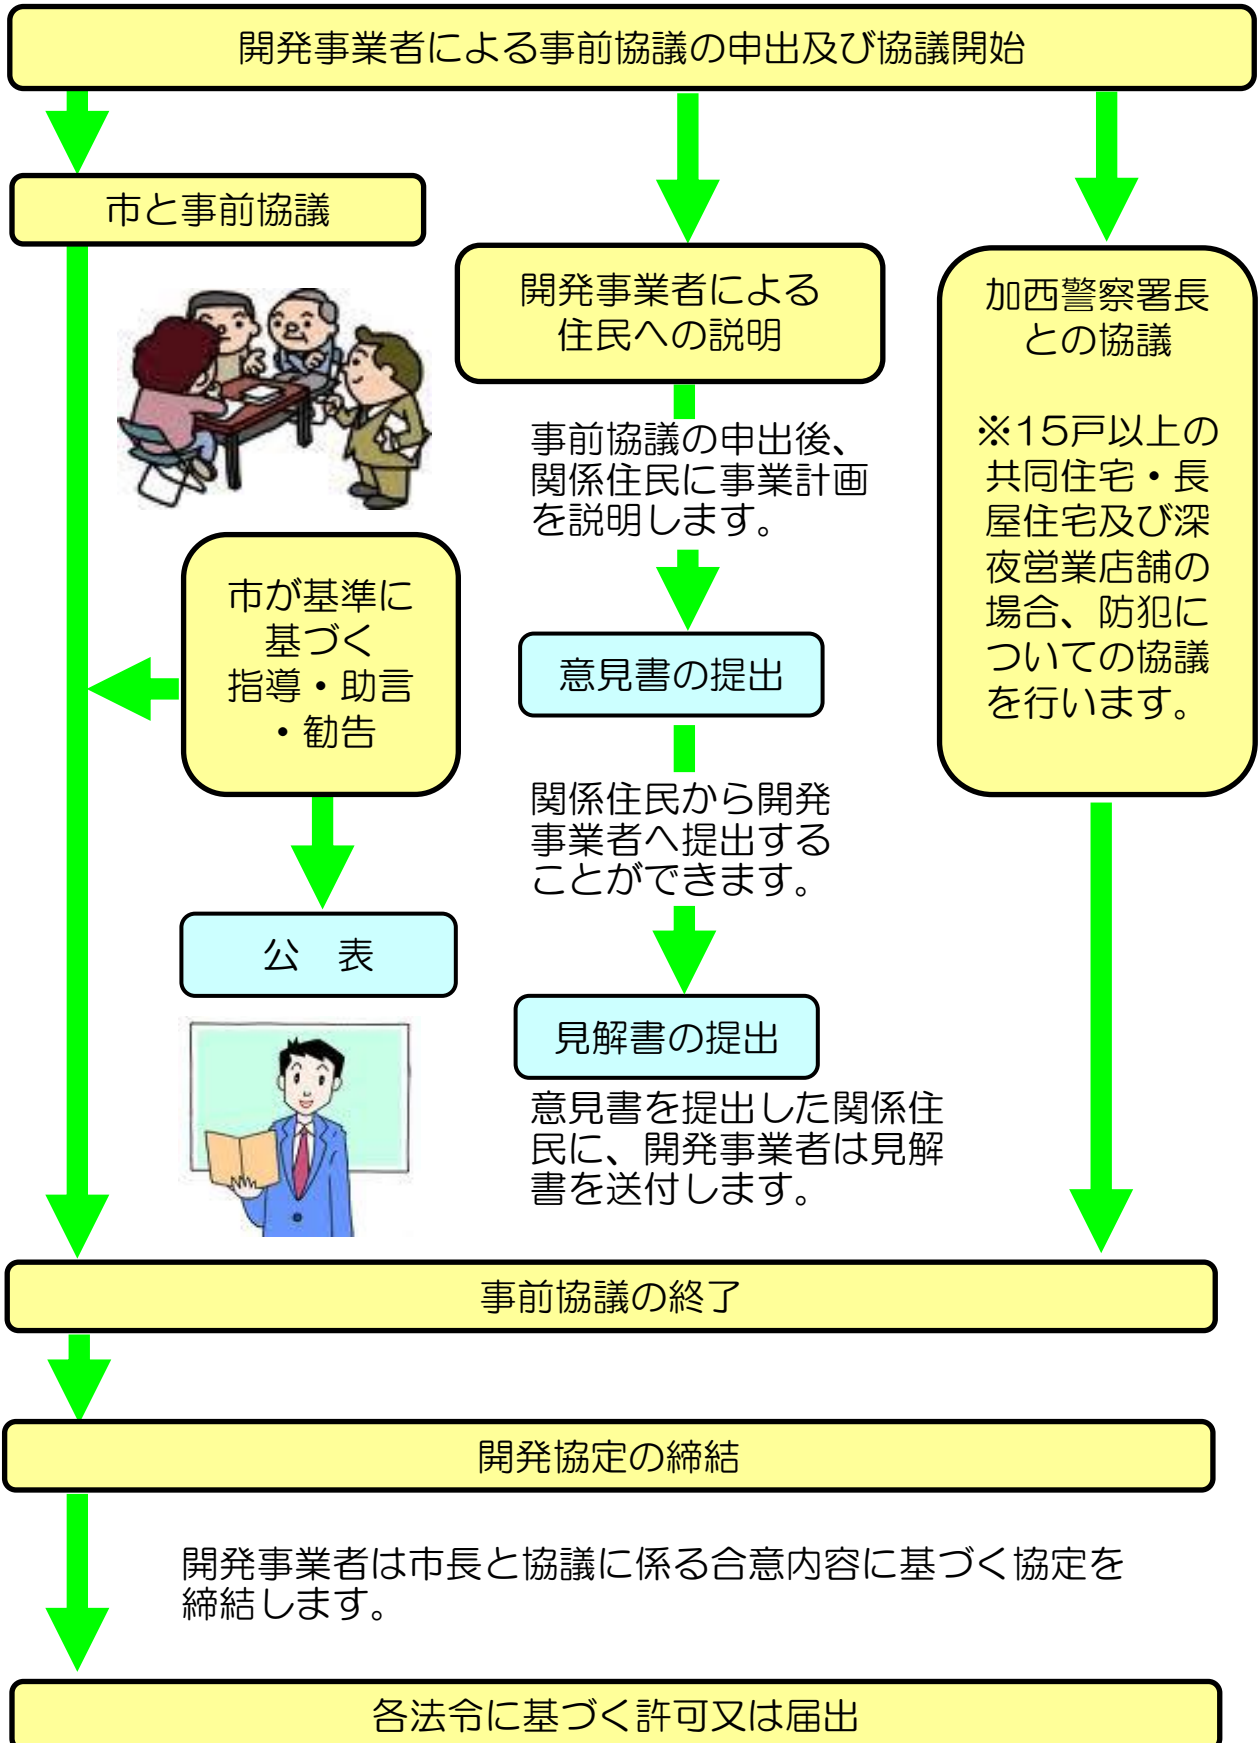 開発事業者による事前協議の申出及び協議開始
市と事前協議
開発事業者による
住民への説明
事前協議の申出後、
関係住民に事業計画
を説明します。
加西警察署長
との協議
※15戸以上の
共同住宅・長
屋住宅及び深
夜営業店舗の
場合、防犯に
ついての協議
を行います。
市が基準に
基づく
指導・助言
・勧告
意見書の提出
関係住民から開発
事業者へ提出する
ことができます。
公　表
見解書の提出
意見書を提出した関係住
民に、開発事業者は見解
書を送付します。
事前協議の終了
開発協定の締結
開発事業者は市長と協議に係る合意内容に基づく協定を
締結します。
各法令に基づく許可又は届出